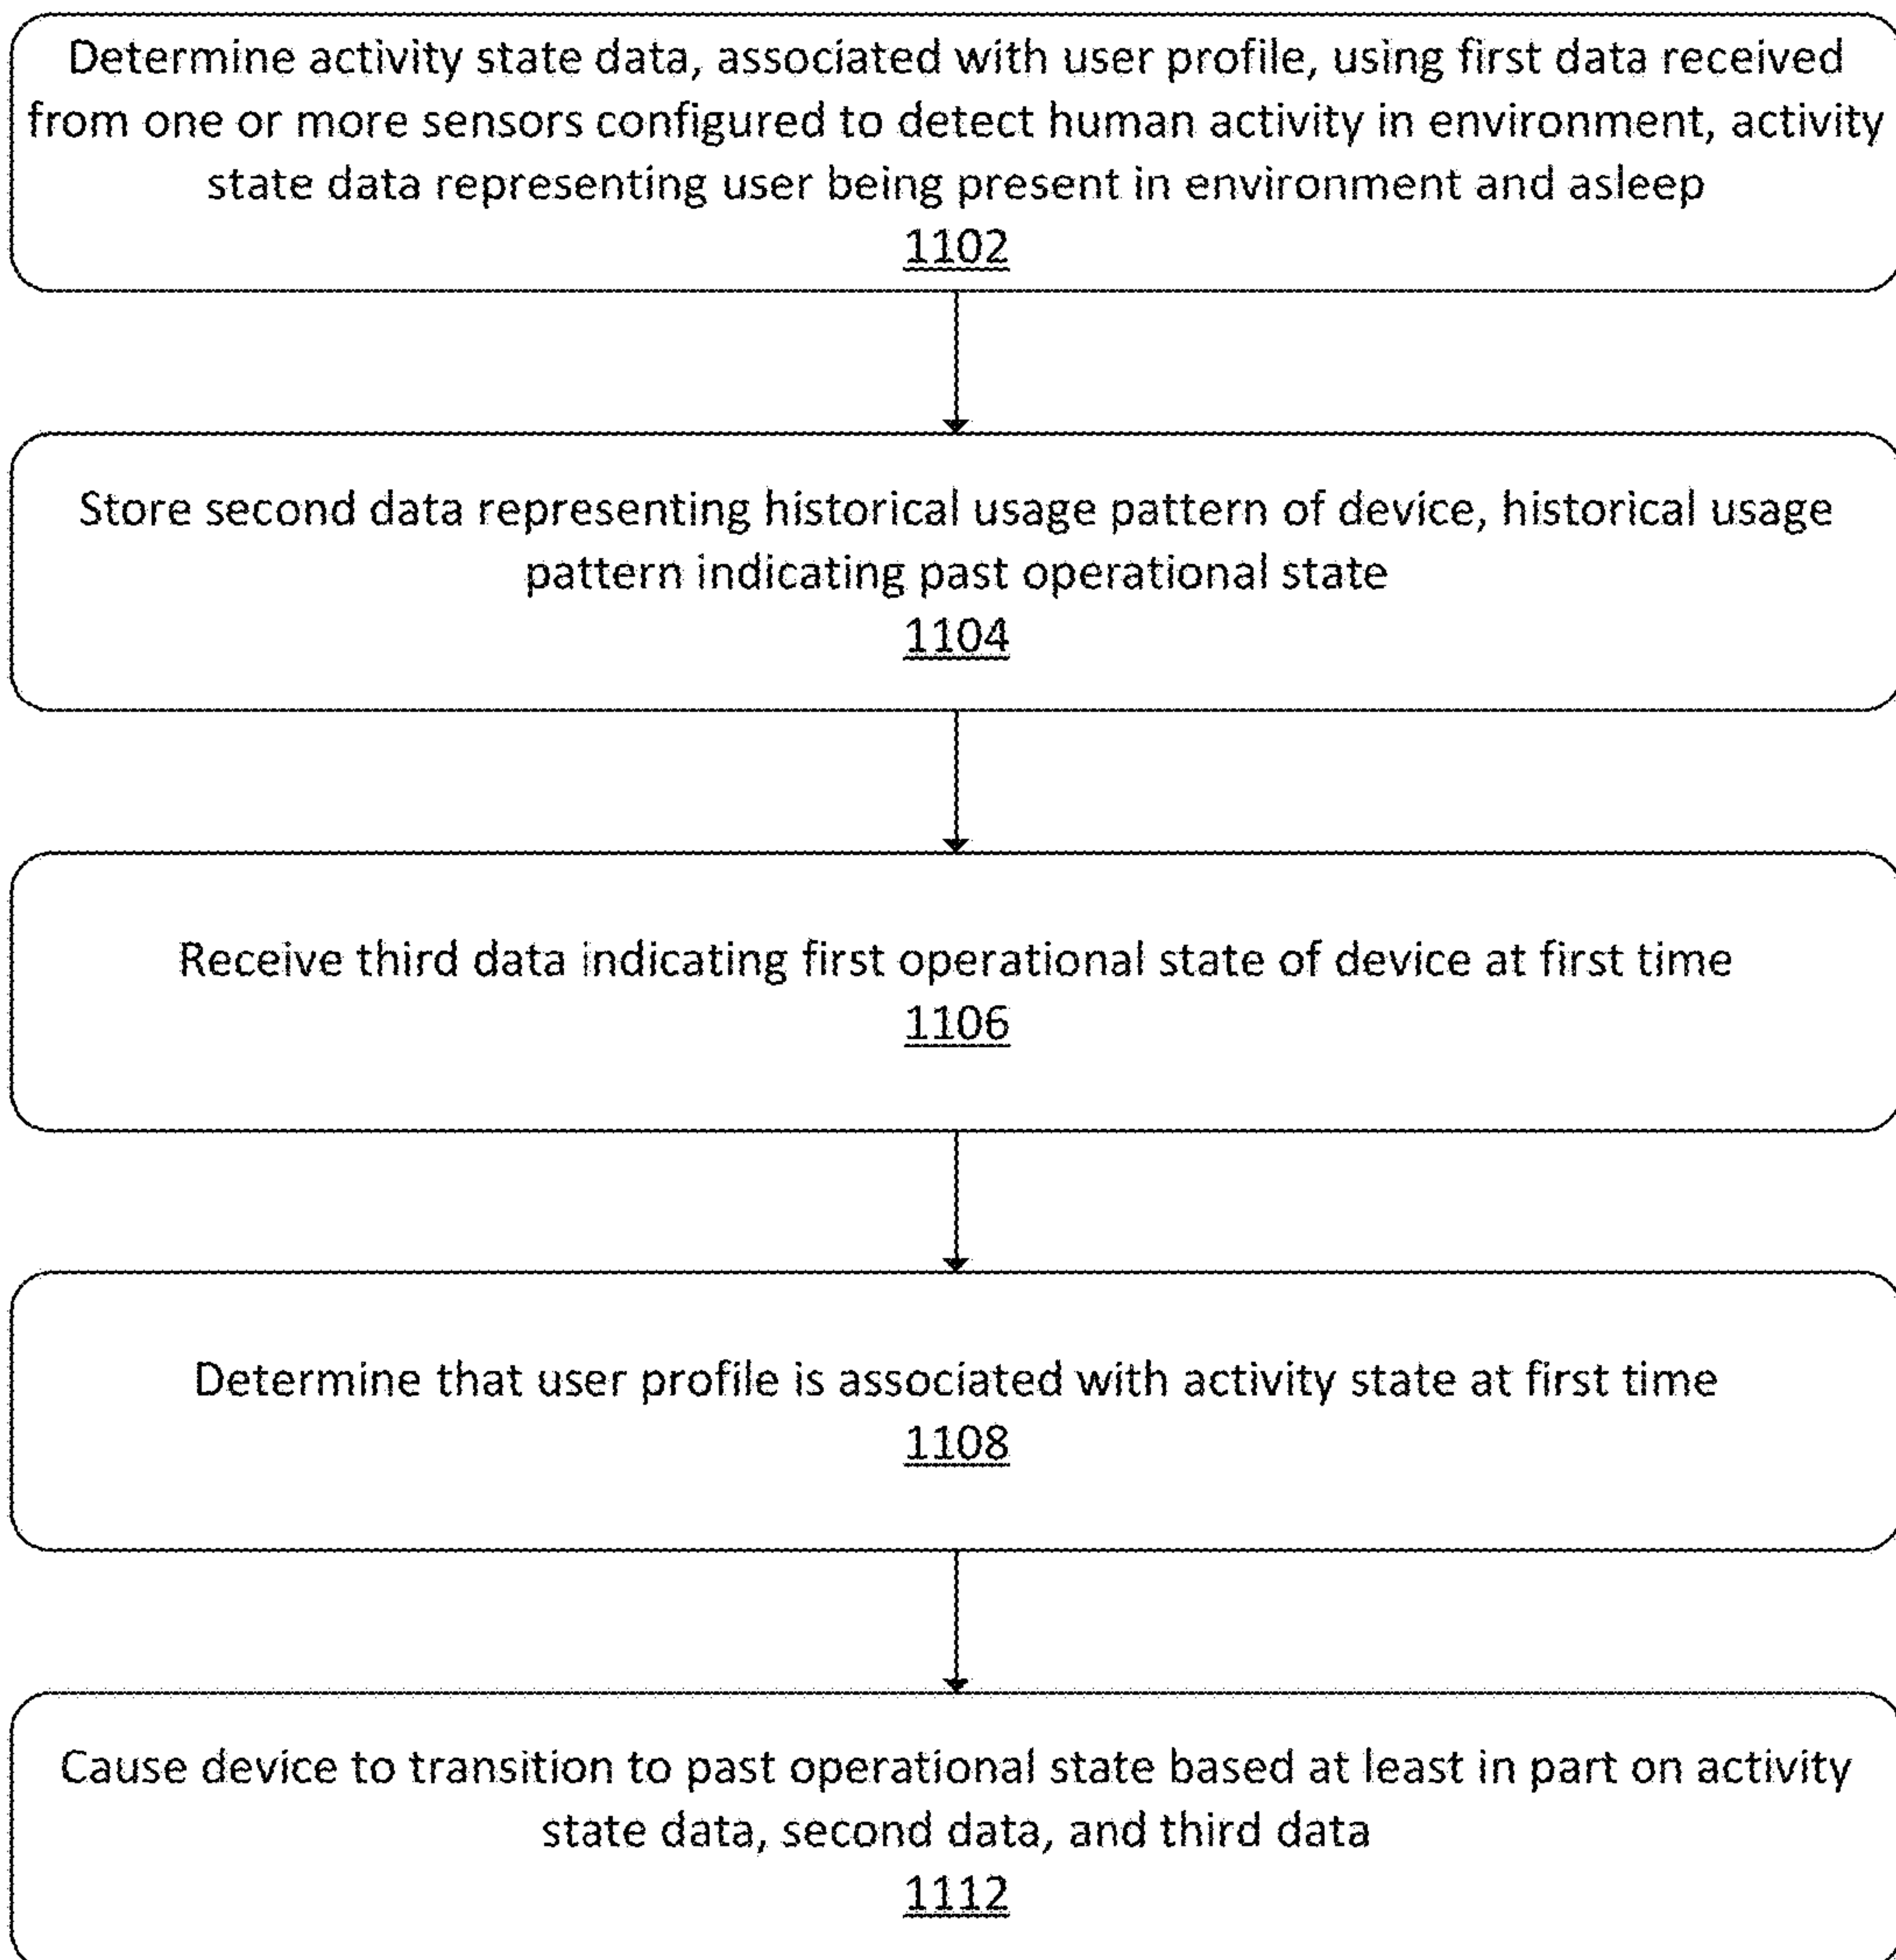 Determine activity state data, associated with user profile, using first data received
from one or more sensors configured to detect human activity in environment, activity
state data representing user being present in environment and asleep
1102
Store second data representing historical usage pattern of device, historical usage
pattern indicating past operational state
1104
Receive third data indicating first operational state of device at first time
1106
Determine that user profile is associated with activity state at first time
1108
Cause device to transition to past operational state based at least in part on activity
state data, second data, and third data
1112